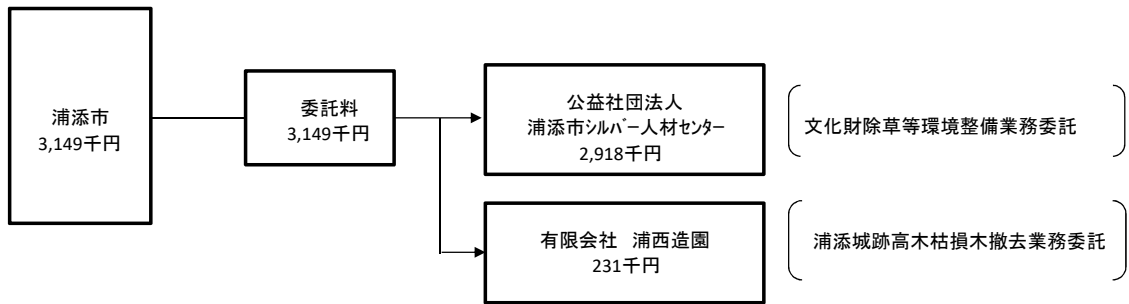 浦添市
3,149千円
委託料
3,149千円
公益社団法人
浦添市ｼﾙﾊﾞｰ人材センター
2,918千円
文化財除草等環境整備業務委託
有限会社　浦西造園
231千円
浦添城跡高木枯損木撤去業務委託